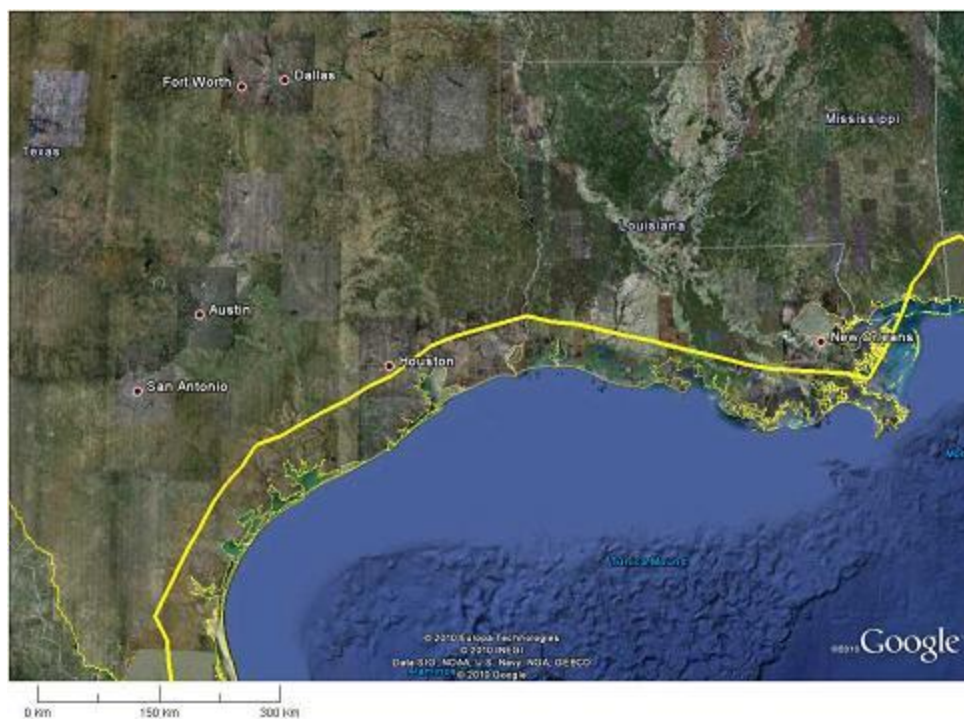 Fort Worth
Dallas
Texas
Mississippi
Louisiana
Austin
New Orleans
Houston
San Antonio
© 2010 Europa Technologies
© 2010 INEGI
Data SIO, NOAA, U.S. Navy, NGA, GEBCO
© 2010 Google
©2010 Google
0 Km
150 Km
300 Km